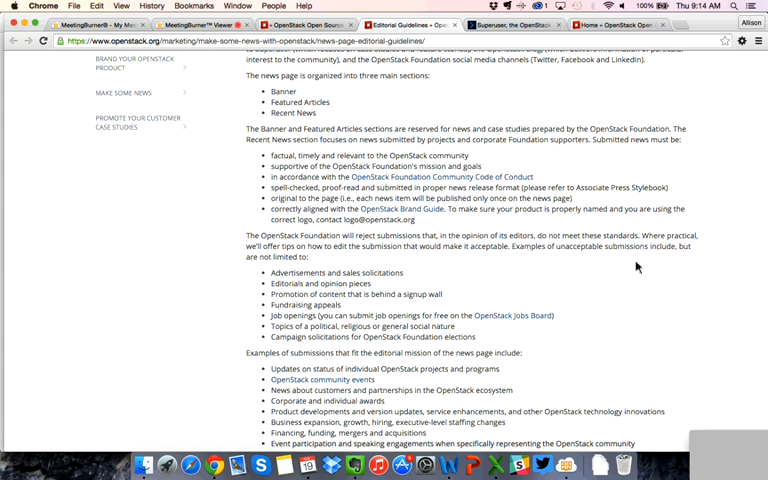 Chrome File Edit View History Bookmarks Window People Help
1 100% Thu 9:14 AM
MeetingBurner® - My Mee
MeetingBurner™ Viewer
OpenStack Open Source
Editorial Guidelines » Open
Superuser, the OpenStack
Home » OpenStack Open
Allison
https://www.openstack.org/marketing/make-some-news-with-openstack/news-page-editorial-guidelines/
BRAND YOUR OPENSTACK
PRODUCT
MAKE SOME NEWS
PROMOTE YOUR CUSTOMER
CASE STUDIES
interest to the community), and the OpenStack Foundation social media channels (Twitter, Facebook and LinkedIn).
The news page is organized into three main sections:
• Banner
• Featured Articles
• Recent News
The Banner and Featured Articles sections are reserved for news and case studies prepared by the OpenStack Foundation. The
Recent News section focuses on news submitted by projects and corporate Foundation supporters. Submitted news must be:
• factual, timely and relevant to the OpenStack community
• supportive of the OpenStack Foundation's mission and goals
• in accordance with the OpenStack Foundation Community Code of Conduct
• spell-checked, proof-read and submitted in proper news release format (please refer to Associate Press Stylebook)
• original to the page (i.e., each news item will be published only once on the news page)
• correctly aligned with the OpenStack Brand Guide. To make sure your product is properly named and you are using the
correct logo, contact logo@openstack.org
The OpenStack Foundation will reject submissions that, in the opinion of its editors, do not meet these standards. Where practical,
we'll offer tips on how to edit the submission that would make it acceptable. Examples of unacceptable submissions include, but
are not limited to:
• Advertisements and sales solicitations
• Editorials and opinion pieces
• Promotion of content that is behind a signup wall
• Fundraising appeals
• Job openings (you can submit job openings for free on the OpenStack Jobs Board)
• Topics of a political, religious or general social nature
• Campaign solicitations for OpenStack Foundation elections
Examples of submissions that fit the editorial mission of the news page include:
• Updates on status of individual OpenStack projects and programs
• OpenStack community events
• News about customers and partnerships in the OpenStack ecosystem
• Corporate and individual awards
• Product developments and version updates, service enhancements, and other OpenStack technology innovations
• Business expansion, growth, hiring, executive-level staffing changes
• Financing, funding, mergers and acquisitions
• Event participation and speaking engagements when specifically representing the OpenStack community
19